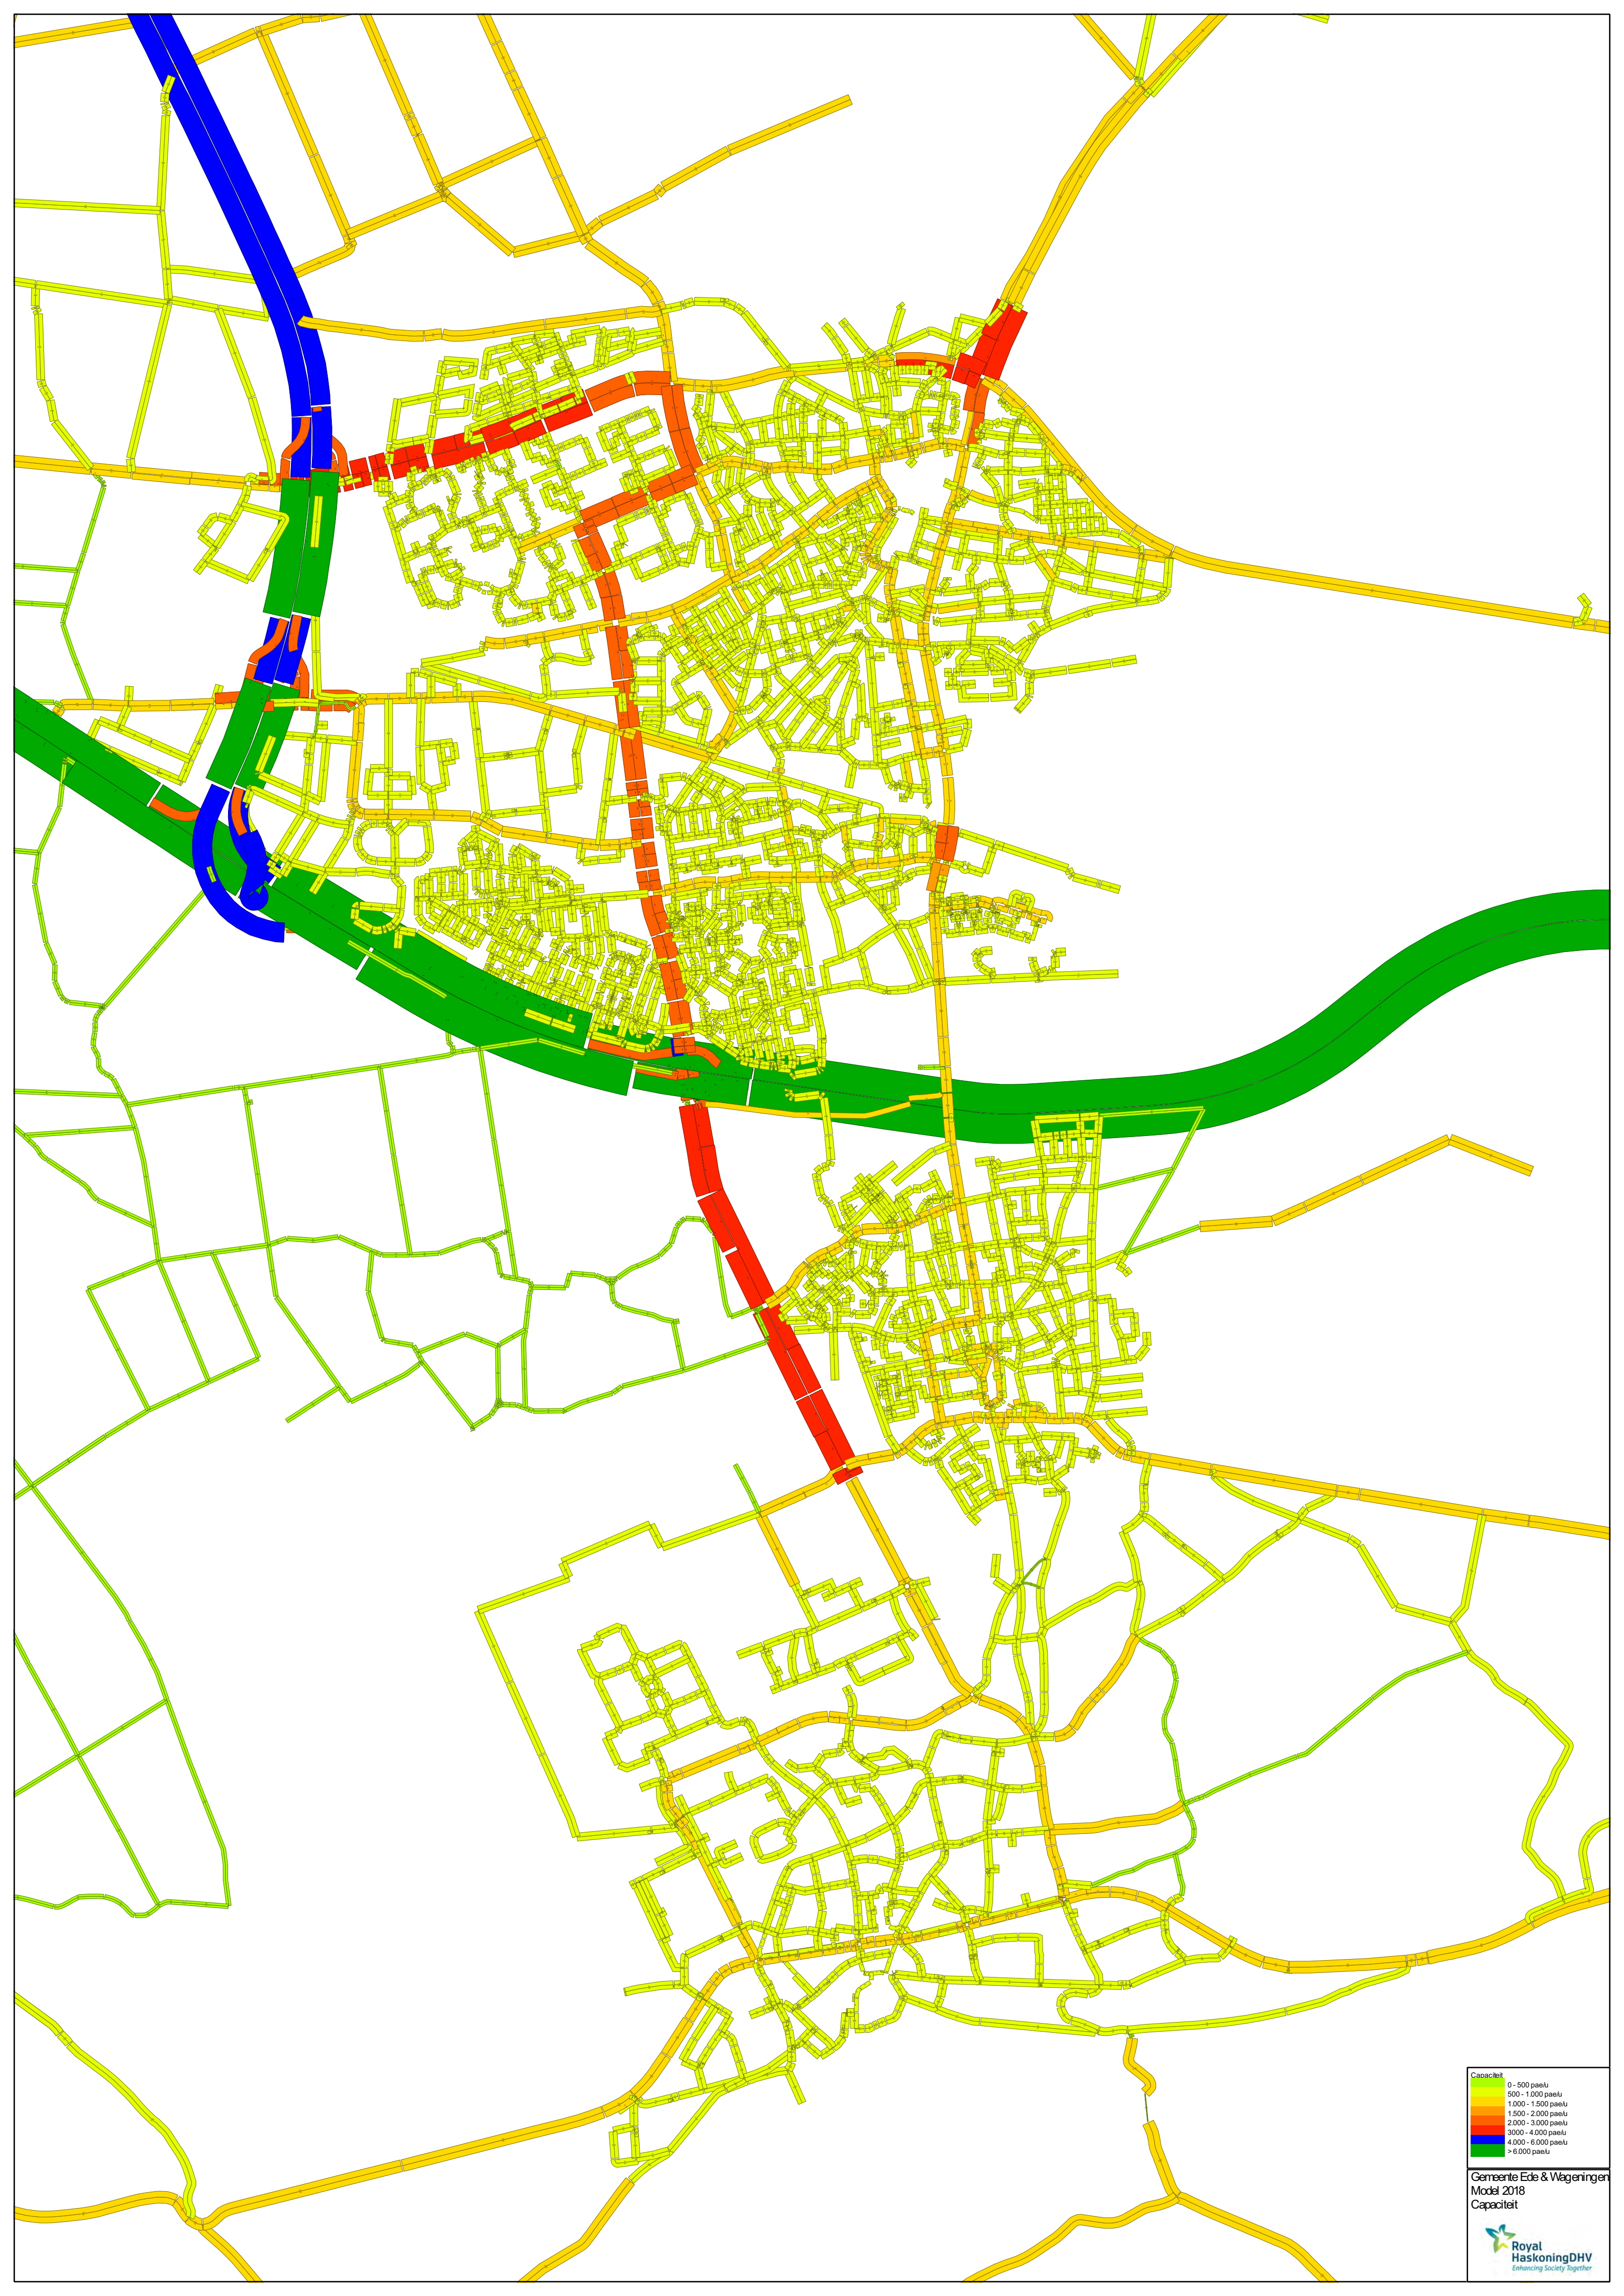 Capaciteit
0 - 500 pae/u
500 - 1.000 pae/u
1.000 - 1.500 pae/u
1.500 - 2.000 pae/u
2.000 - 3.000 pae/u
3000 - 4.000 pae/u
4.000 - 6.000 pae/u
> 6.000 pae/u
Gemeente Ede & Wageningen
Model 2018
Capaciteit
Royal
HaskoningDHV
Enhancing Society Together